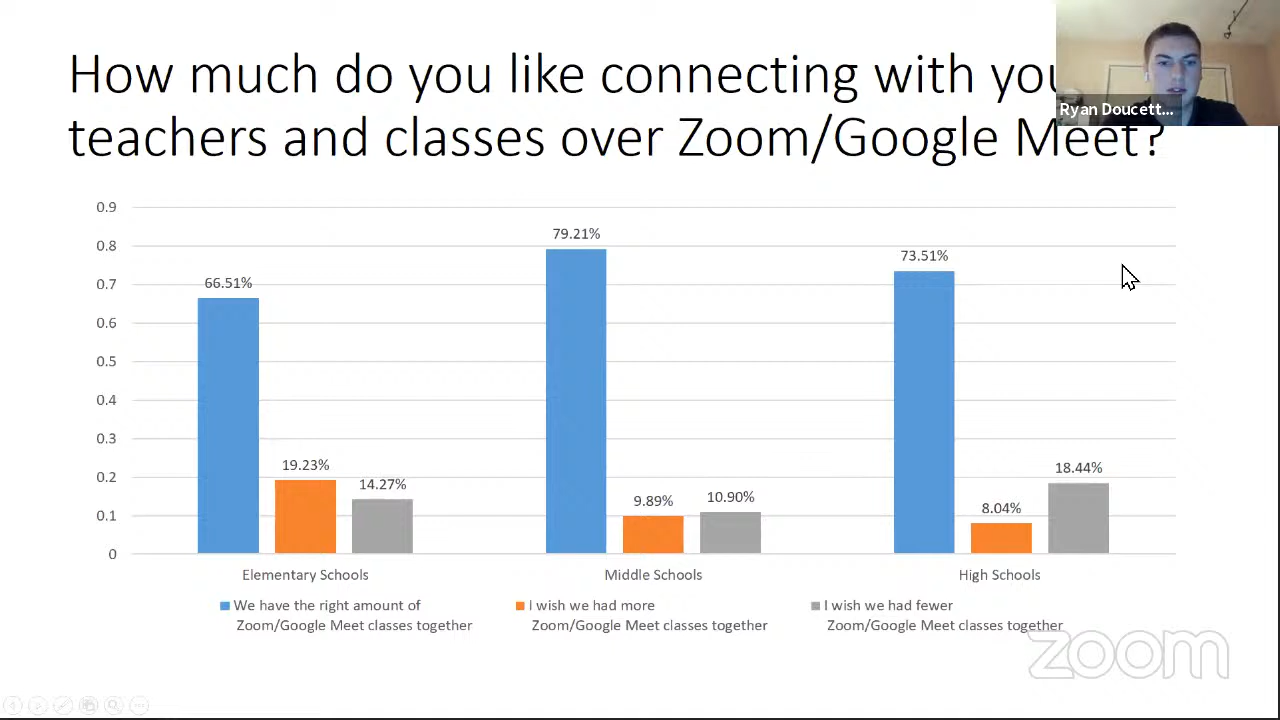 How much do you like connecting with you
teachers and classes over Zoom/Google Meet?
Ryan Doucett...
0.9
0.8
0.7
0.6
0.5
0.4
0.3
0.2
0.1
0
66.51%
19.23%
14.27%
79.21%
9.89%
10.90%
73.51%
8.04%
18.44%
Elementary Schools
Middle Schools
High Schools
We have the right amount of
Zoom/Google Meet classes together
I wish we had more
Zoom/Google Meet classes together
I wish we had fewer
Zoom/Google Meet classes together
zoom